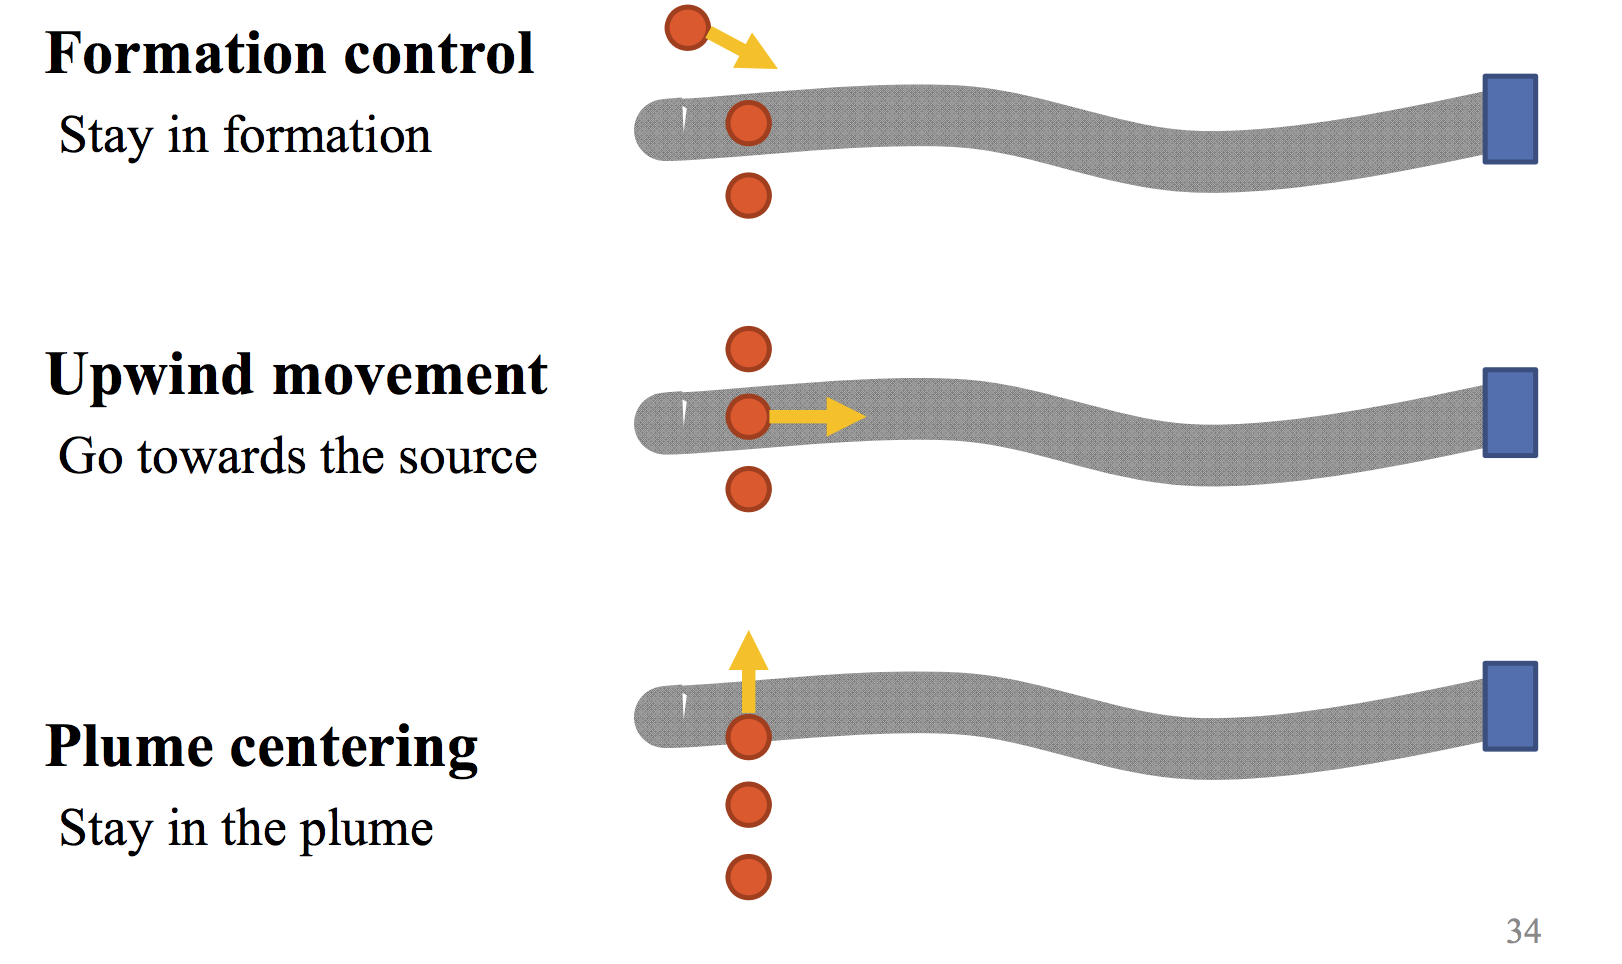 Formation control
Stay in formation
Upwind movement
Go towards the source
Plume centering
Stay in the plume
34